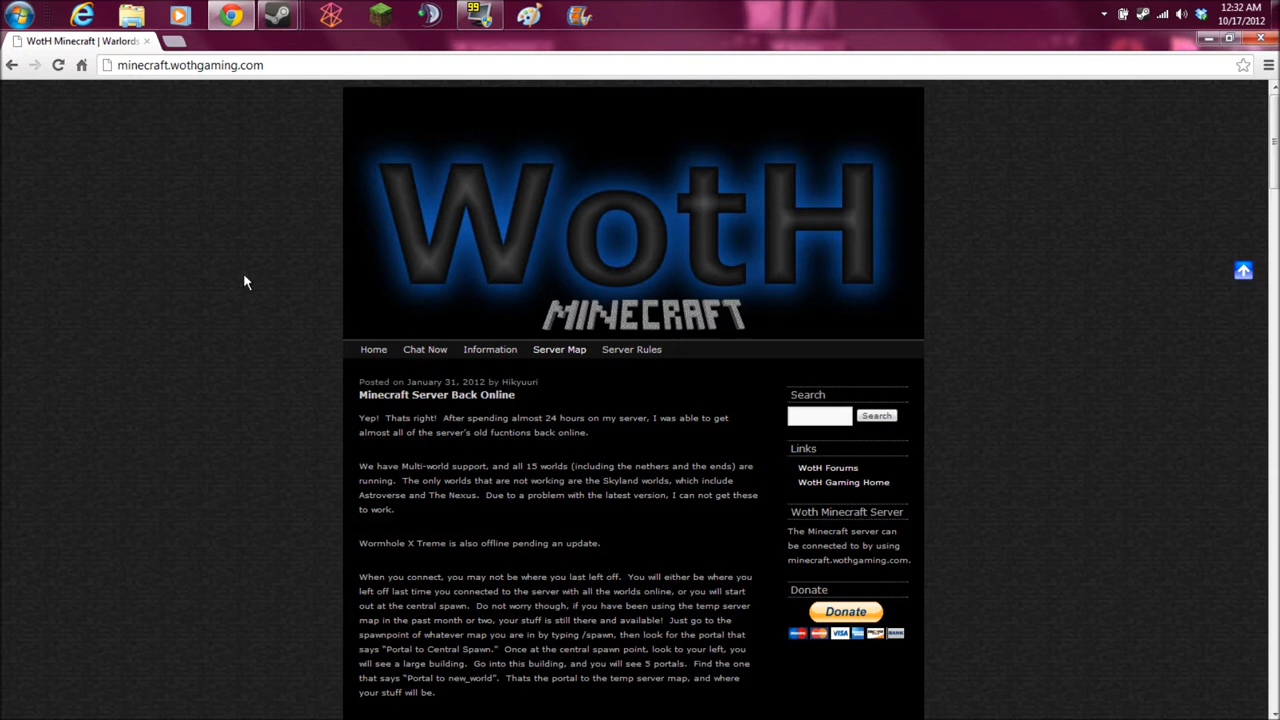 99
12:32 AM
10/17/2012
WotH Minecraft | Warlords
minecraft.wothgaming.com
WotH
MINECRAFT
Home Chat Now Information Server Map Server Rules
Posted on January 31, 2012 by Hikyuuri
Minecraft Server Back Online
Yep! Thats right! After spending almost 24 hours on my server, I was able to get
almost all of the server's old fucntions back online.
We have Multi-world support, and all 15 worlds (including the nethers and the ends) are
running. The only worlds that are not working are the Skyland worlds, which include
Astroverse and The Nexus. Due to a problem with the latest version, I can not get these
to work.
Wormhole X Treme is also offline pending an update.
When you connect, you may not be where you last left off. You will either be where you
left off last time you connected to the server with all the worlds online, or you will start
out at the central spawn. Do not worry though, if you have been using the temp server
map in the past month or two, your stuff is still there and available! Just go to the
spawnpoint of whatever map you are in by typing /spawn, then look for the portal that
says "Portal to Central Spawn." Once at the central spawn point, look to your left, you
will see a large building. Go into this building, and you will see 5 portals. Find the one
that says "Portal to new_world". Thats the portal to the temp server map, and where
your stuff will be.
Search
Search
Links
WotH Forums
WotH Gaming Home
Woth Minecraft Server
The Minecraft server can
be connected to by using
minecraft.wothgaming.com.
Donate
Donate
VISA
BANK